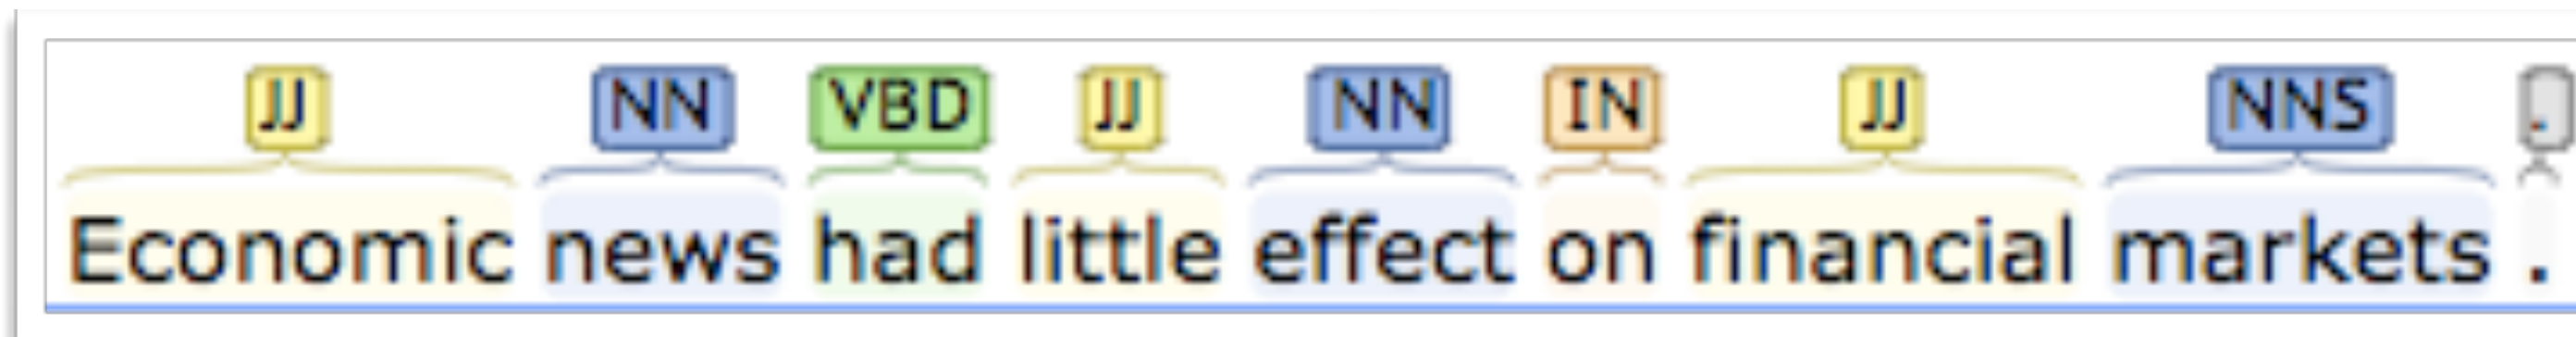 JJ NN VBD JJ NN IN JJ NNS .
Economic news had little effect on financial markets .